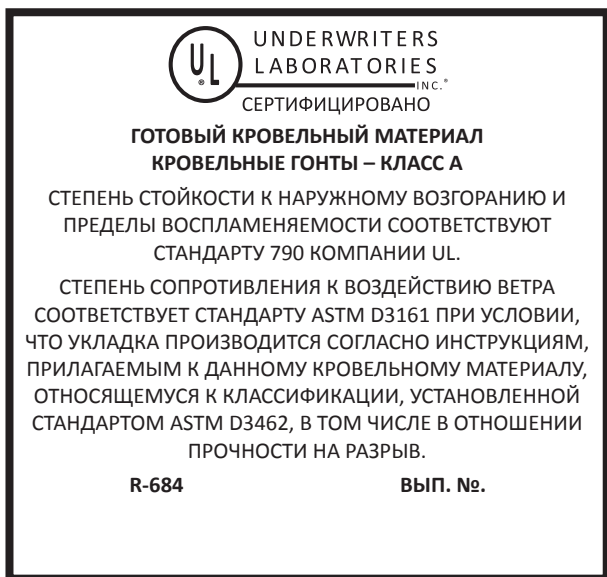 UL
®
UNDERWRITERS
LABORATORIES
INC.®
СЕРТИФИЦИРОВАНО
ГОТОВЫЙ КРОВЕЛЬНЫЙ МАТЕРИАЛ
КРОВЕЛЬНЫЕ ГОНТЫ – КЛАСС А
СТЕПЕНЬ СТОЙКОСТИ К НАРУЖНОМУ ВОЗГОРАНИЮ И
ПРЕДЕЛЫ ВОСПЛАМЕНЯЕМОСТИ СООТВЕТСТВУЮТ
СТАНДАРТУ 790 КОМПАНИИ UL.
СТЕПЕНЬ СОПРОТИВЛЕНИЯ К ВОЗДЕЙСТВИЮ ВЕТРА
СООТВЕТСТВУЕТ СТАНДАРТУ ASTM D3161 ПРИ УСЛОВИИ,
ЧТО УКЛАДКА ПРОИЗВОДИТСЯ СОГЛАСНО ИНСТРУКЦИЯМ,
ПРИЛАГАЕМЫМ К ДАННОМУ КРОВЕЛЬНОМУ МАТЕРИАЛУ,
ОТНОСЯЩЕМУСЯ К КЛАССИФИКАЦИИ, УСТАНОВЛЕННОЙ
СТАНДАРТОМ ASTM D3462, В ТОМ ЧИСЛЕ В ОТНОШЕНИИ
ПРОЧНОСТИ НА РАЗРЫВ.
R-684 ВЫП. №.